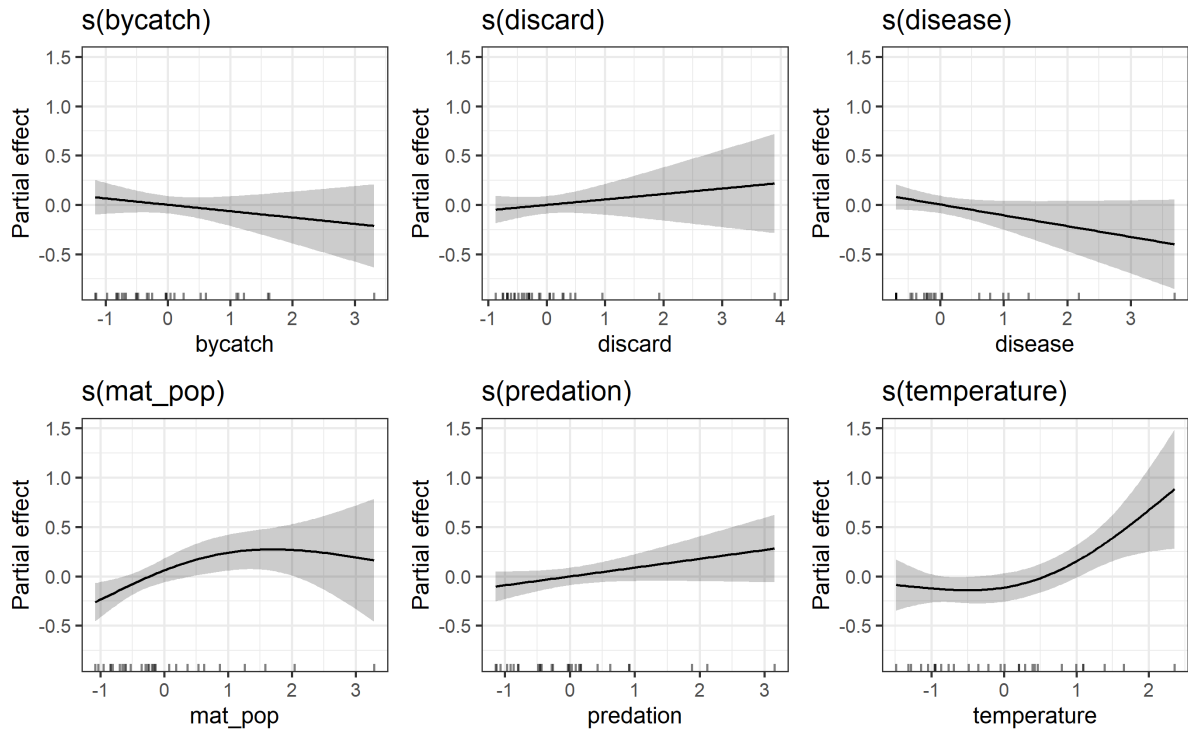 s(bycatch)
1.5
1.0
0.5
0.0
-0.5
Partial effect
-1 0 1 2 3
bycatch
s(discard)
1.5
1.0
0.5
0.0
-0.5
Partial effect
-1 0 1 2 3 4
discard
s(disease)
1.5
1.0
0.5
0.0
-0.5
Partial effect
0 1 2 3
disease
s(mat_pop)
1.5
1.0
0.5
0.0
-0.5
Partial effect
-1 0 1 2 3
mat_pop
s(predation)
1.5
1.0
0.5
0.0
-0.5
Partial effect
-1 0 1 2 3
predation
s(temperature)
1.5
1.0
0.5
0.0
-0.5
Partial effect
-1 0 1 2
temperature